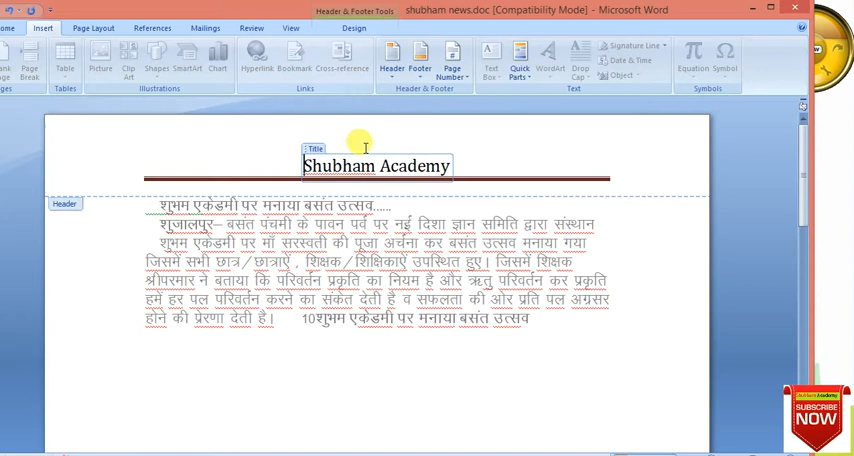 Header & Footer Tools
shubham news.doc [Compatibility Mode] - Microsoft Word
Insert Page Layout References Mailings Review View Design
Page Break
Table
Picture
Clip Art
Shapes
SmartArt
Chart
Hyperlink
Bookmark
Cross-reference
Header
Footer
Page Number
Text Box
Quick Parts
WordArt
Drop Cap
Signature Line
Date & Time
Object
Equation
Symbol
Tables
Illustrations
Links
Header & Footer
Text
Symbols
Title
Shubham Academy
Header
शुभम एकेडमी पर मनाया बसंत उत्सव......
शुजालपुर– बसंत पंचमी के पावन पर्व पर नई दिशा ज्ञान समिति द्वारा संस्थान
शुभम एकेडमी पर माँ सरस्वती की पूजा अर्चना कर बसंत उत्सव मनाया गया
जिसमें सभी छात्र/छात्राऐं , शिक्षक/शिक्षिकाऐं उपस्थित हुए। जिसमें शिक्षक
श्रीपरमार ने बताया कि परिवर्तन प्रकृति का नियम है और ऋतु परिवर्तन कर प्रकृति
हमें हर पल परिवर्तन करने का संकेत देती है व सफलता की ओर प्रति पल अग्रसर
होने की प्रेरणा देती है। 10शुभम एकेडमी पर मनाया बसंत उत्सव
SUBSCRIBE
NOW